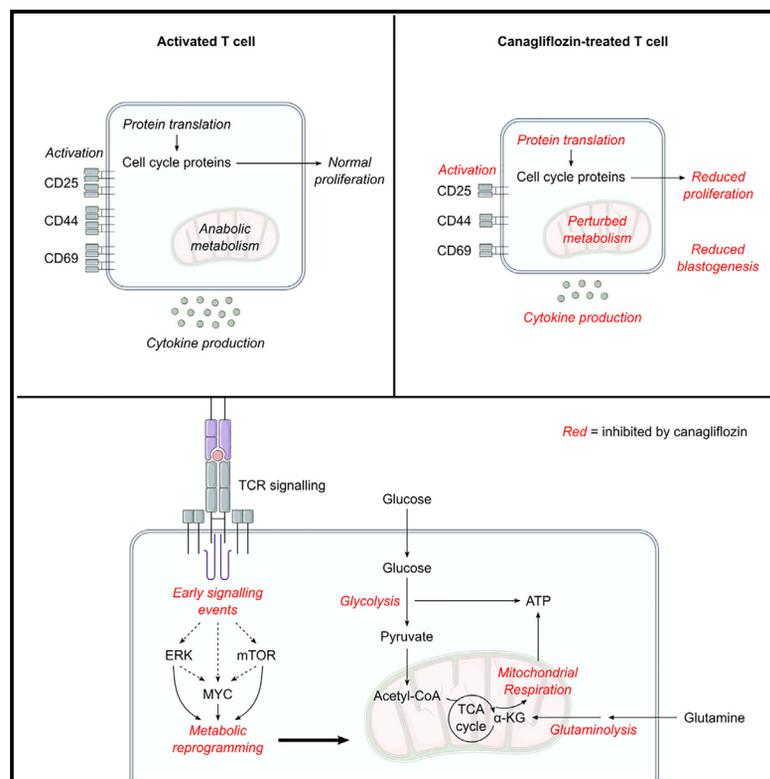 Activated T cell
Protein translation
Activation
Cell cycle proteins
Normal
proliferation
CD25
CD44
CD69
Anabolic
metabolism
Cytokine production
Canagliflozin-treated T cell
Protein translation
Activation
Cell cycle proteins
Reduced
proliferation
CD25
CD44
CD69
Perturbed
metabolism
Reduced
blastogenesis
Cytokine production
Red = inhibited by canagliflozin
TCR signalling
Early signalling
events
ERK
mTOR
MYC
Metabolic
reprogramming
Glucose
Glucose
Glycolysis
ATP
Pyruvate
Acetyl-CoA
TCA
cycle
α-KG
Mitochondrial
Respiration
Glutaminolysis
Glutamine